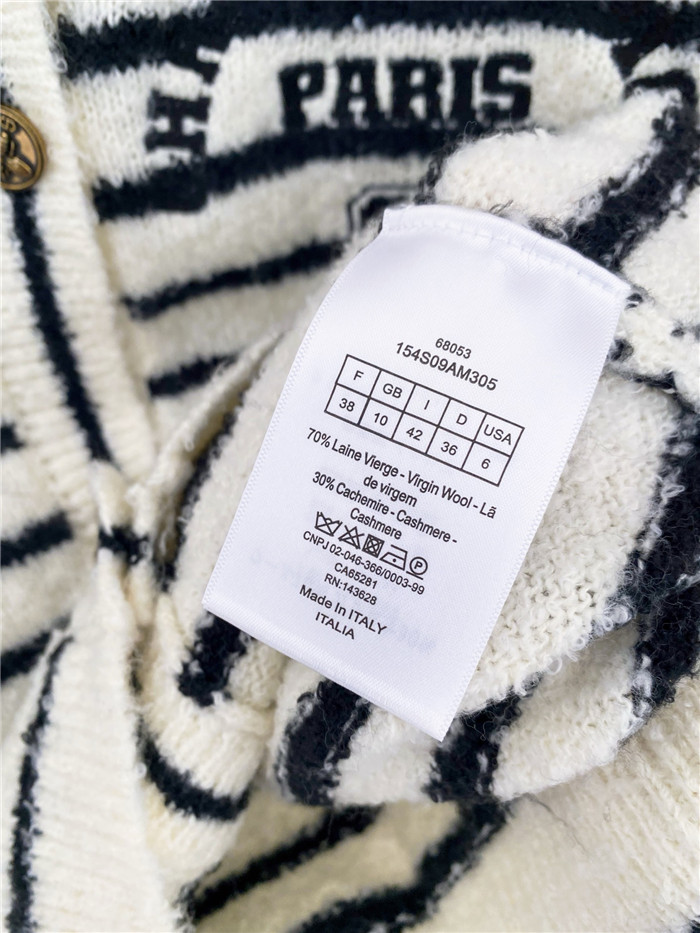 PARIS
68053
154S09AM305
F GB I D USA
38 10 42 36 6
70% Laine Vierge - Virgin Wool - Lã
de virgem
30% Cachemire - Cashmere -
Cashmere
CNPJ 02-046-366/0003-99
CA65281
RN:143628
Made In ITALY
ITALIA